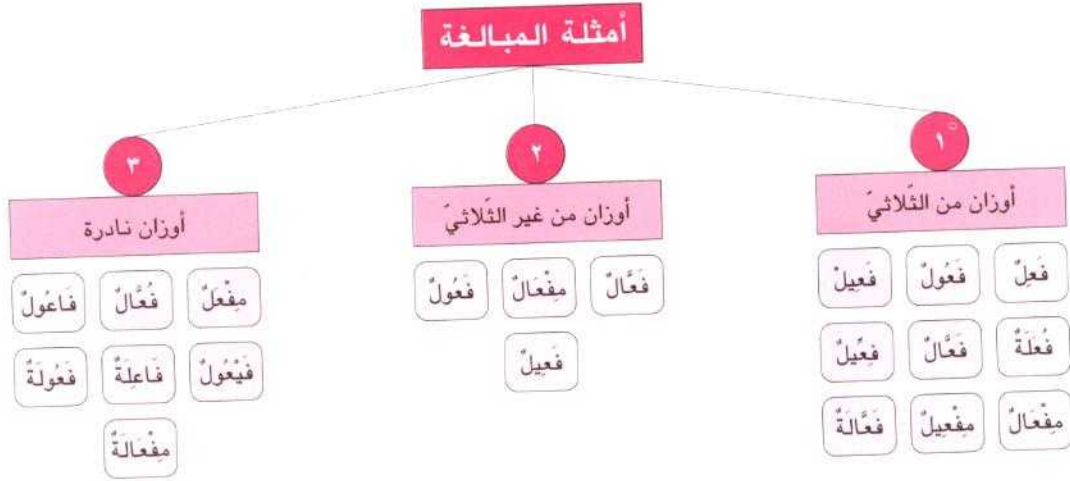 أمثلة المبالغة
١
أوزان من الثّلاثيّ
فَعِلٌ فَعُولٌ فَعِيلٌ
فُعَلَةٌ فَعَّالٌ فِعِّيلٌ
مِفْعَالٌ مِفْعِيلٌ فَعَّالَةٌ
٢
أوزان من غير الثّلاثيّ
فَعَّالٌ مِفْعَالٌ فَعُولٌ
فَعِيلٌ
٣
أوزان نادرة
مِفْعَلٌ فُعَّالٌ فَاعُولٌ
فَيْعُولٌ فَاعِلَةٌ فَعُولَةٌ
مِفْعَالَةٌ